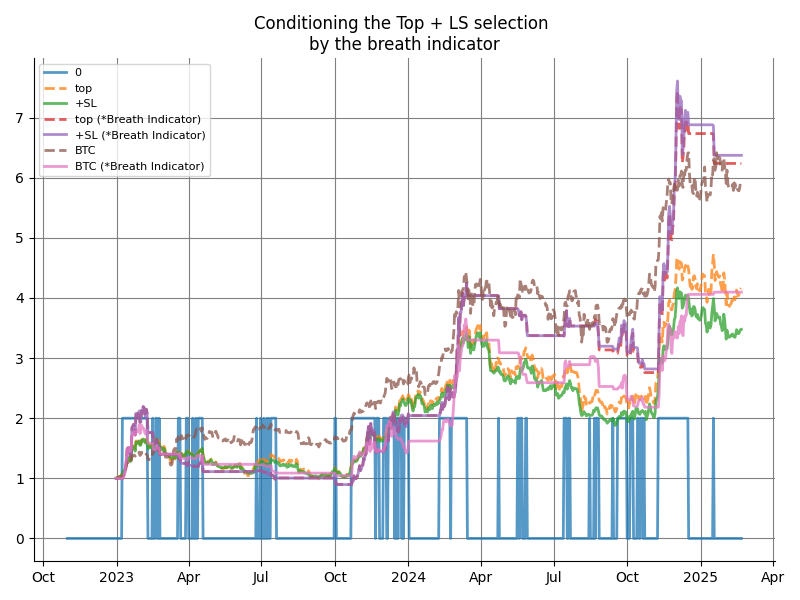 Conditioning the Top + LS selection
by the breath indicator
0
top
+SL
top (*Breath Indicator)
+SL (*Breath Indicator)
BTC
BTC (*Breath Indicator)
7
6
5
4
3
2
1
0
Oct 2023 Apr Jul Oct 2024 Apr Jul Oct 2025 Apr